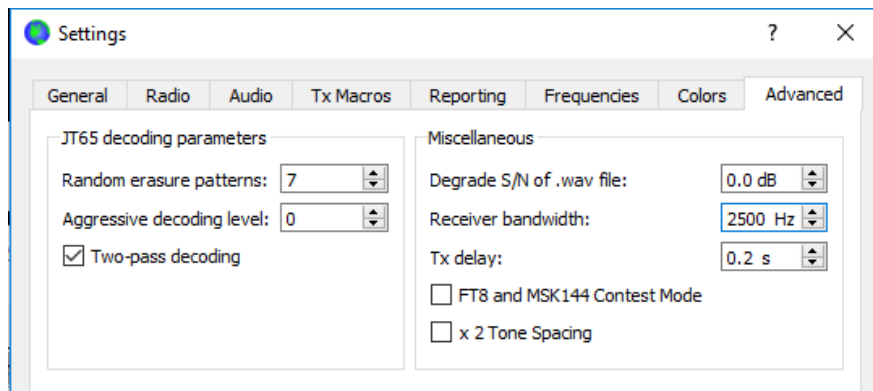 Settings
General Radio Audio Tx Macros Reporting Frequencies Colors Advanced
JT65 decoding parameters
Random erasure patterns: 7
Aggressive decoding level: 0
Two-pass decoding
Miscellaneous
Degrade S/N of .wav file: 0.0 dB
Receiver bandwidth: 2500 Hz
Tx delay: 0.2 s
FT8 and MSK144 Contest Mode
x 2 Tone Spacing